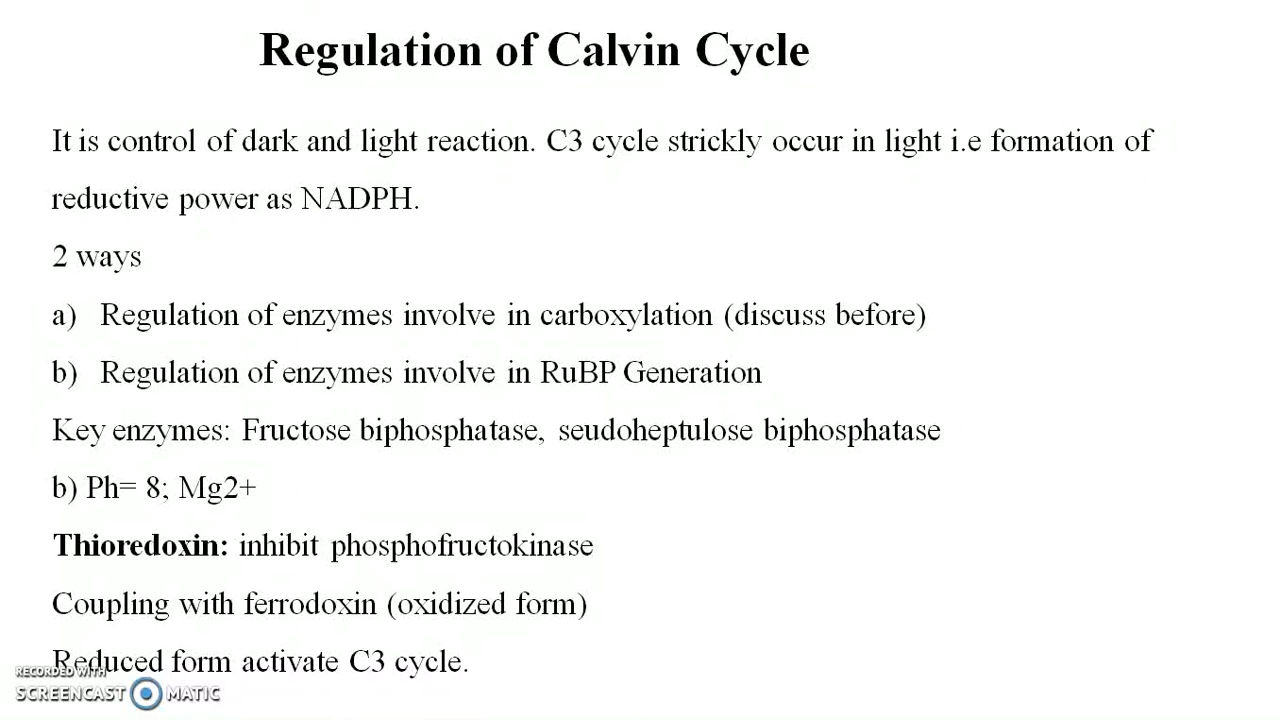 Regulation of Calvin Cycle
It is control of dark and light reaction. C3 cycle strickly occur in light i.e formation of
reductive power as NADPH.
2 ways
a) Regulation of enzymes involve in carboxylation (discuss before)
b) Regulation of enzymes involve in RuBP Generation
Key enzymes: Fructose biphosphatase, seudoheptulose biphosphatase
b) Ph= 8; Mg2+
Thioredoxin: inhibit phosphofructokinase
Coupling with ferrodoxin (oxidized form)
Reduced form activate C3 cycle.
RECORDED WITH
SCREENCAST MATIC